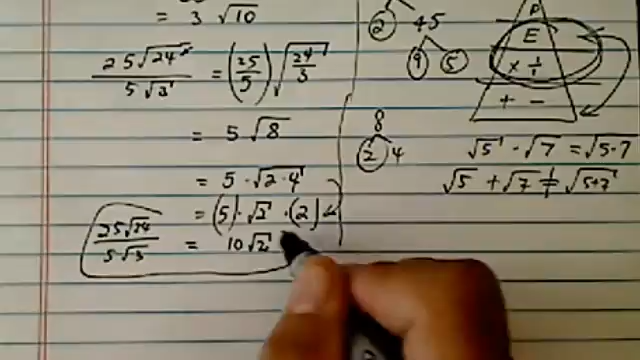 = 3 √10
25√24 / 5√3 = (25/5) √(24/3)
= 5 √8
= 5 · √2 · 4
= (5) · √2 · (2)
25√24 / 5√3 = 10√2
2 45
9 5
8
2 4
P
E
× 1/1
+ −
√5 · √7 = √5·7
√5 + √7 ≠ √5+7